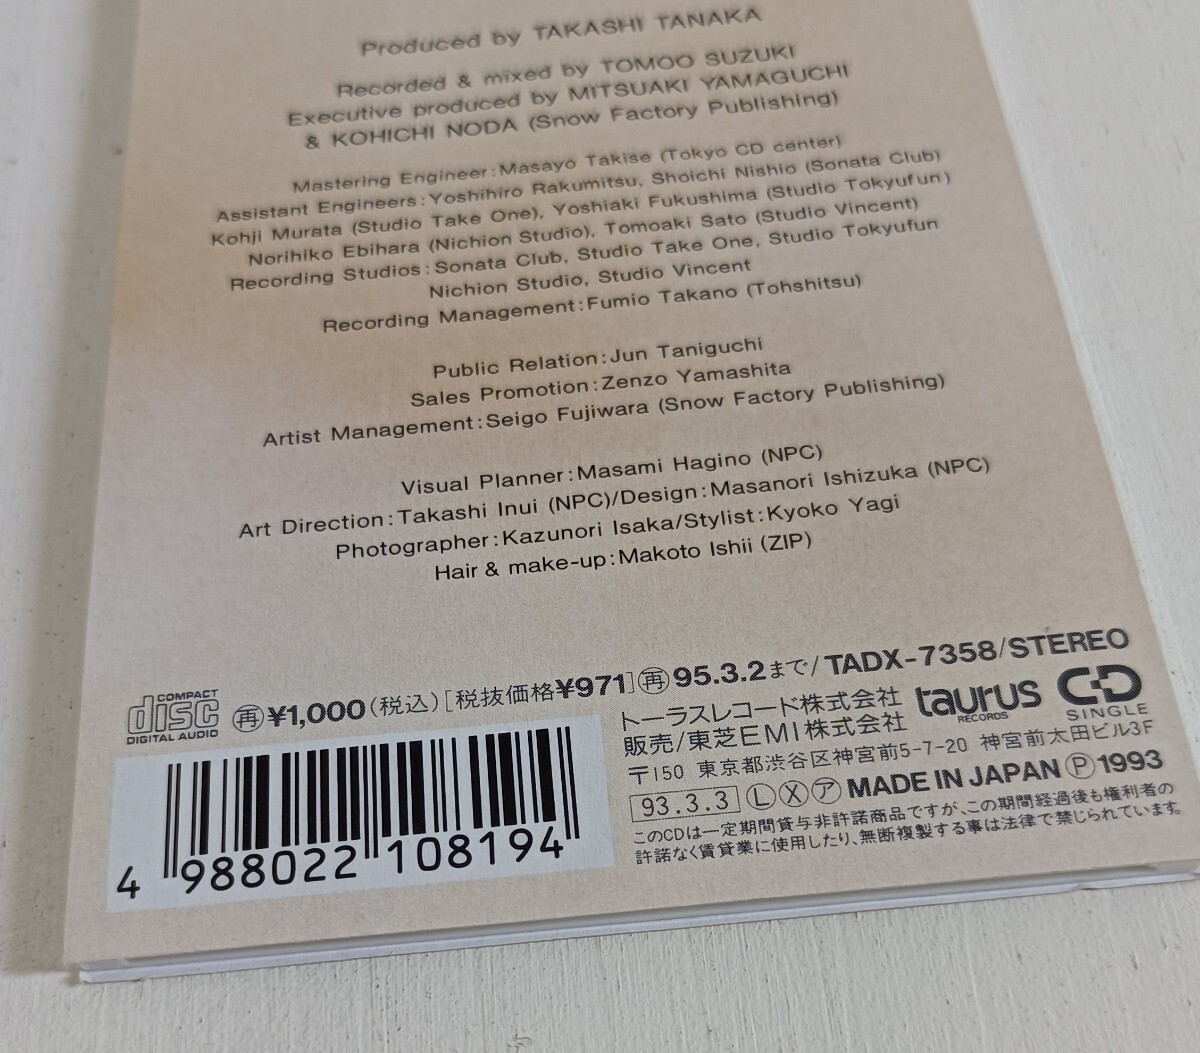 Produced by TAKASHI TANAKA
Recorded & mixed by TOMOO SUZUKI
Executive produced by MITSUAKI YAMAGUCHI
& KOHICHI NODA (Snow Factory Publishing)
Mastering Engineer:Masayo Takise (Tokyo CD center)
Assistant Engineers:Yoshihiro Rakumitsu, Shoichi Nishio (Sonata Club)
Kohji Murata (Studio Take One), Yoshiaki Fukushima (Studio Tokyufun)
Norihiko Ebihara (Nichion Studio), Tomoaki Sato (Studio Vincent)
Recording Studios:Sonata Club, Studio Take One, Studio Tokyufun
Nichion Studio, Studio Vincent
Recording Management:Fumio Takano (Tohshitsu)
Public Relation:Jun Taniguchi
Sales Promotion:Zenzo Yamashita
Artist Management:Seigo Fujiwara (Snow Factory Publishing)
Visual Planner:Masami Hagino (NPC)
Art Direction:Takashi Inui (NPC)/Design:Masanori Ishizuka (NPC)
Photographer:Kazunori Isaka/Stylist:Kyoko Yagi
Hair & make-up:Makoto Ishii (ZIP)
COMPACT disc DIGITAL AUDIO
㊢¥1,000(税込)[税抜価格¥971]㊢95.3.2まで/TADX-7358/STEREO
トーラスレコード株式会社
販売/東芝EMI株式会社
taurus RECORDS
CD SINGLE
〒150 東京都渋谷区神宮前5-7-20 神宮前太田ビル3F
93.3.3 Ⓛ Ⓧ ㋐ MADE IN JAPAN Ⓟ 1993
このCDは一定期間貸与非許諾商品ですが、この期間経過後も権利者の
許諾なく賃貸業に使用したり、無断複製する事は法律で禁じられています。
4 988022 108194